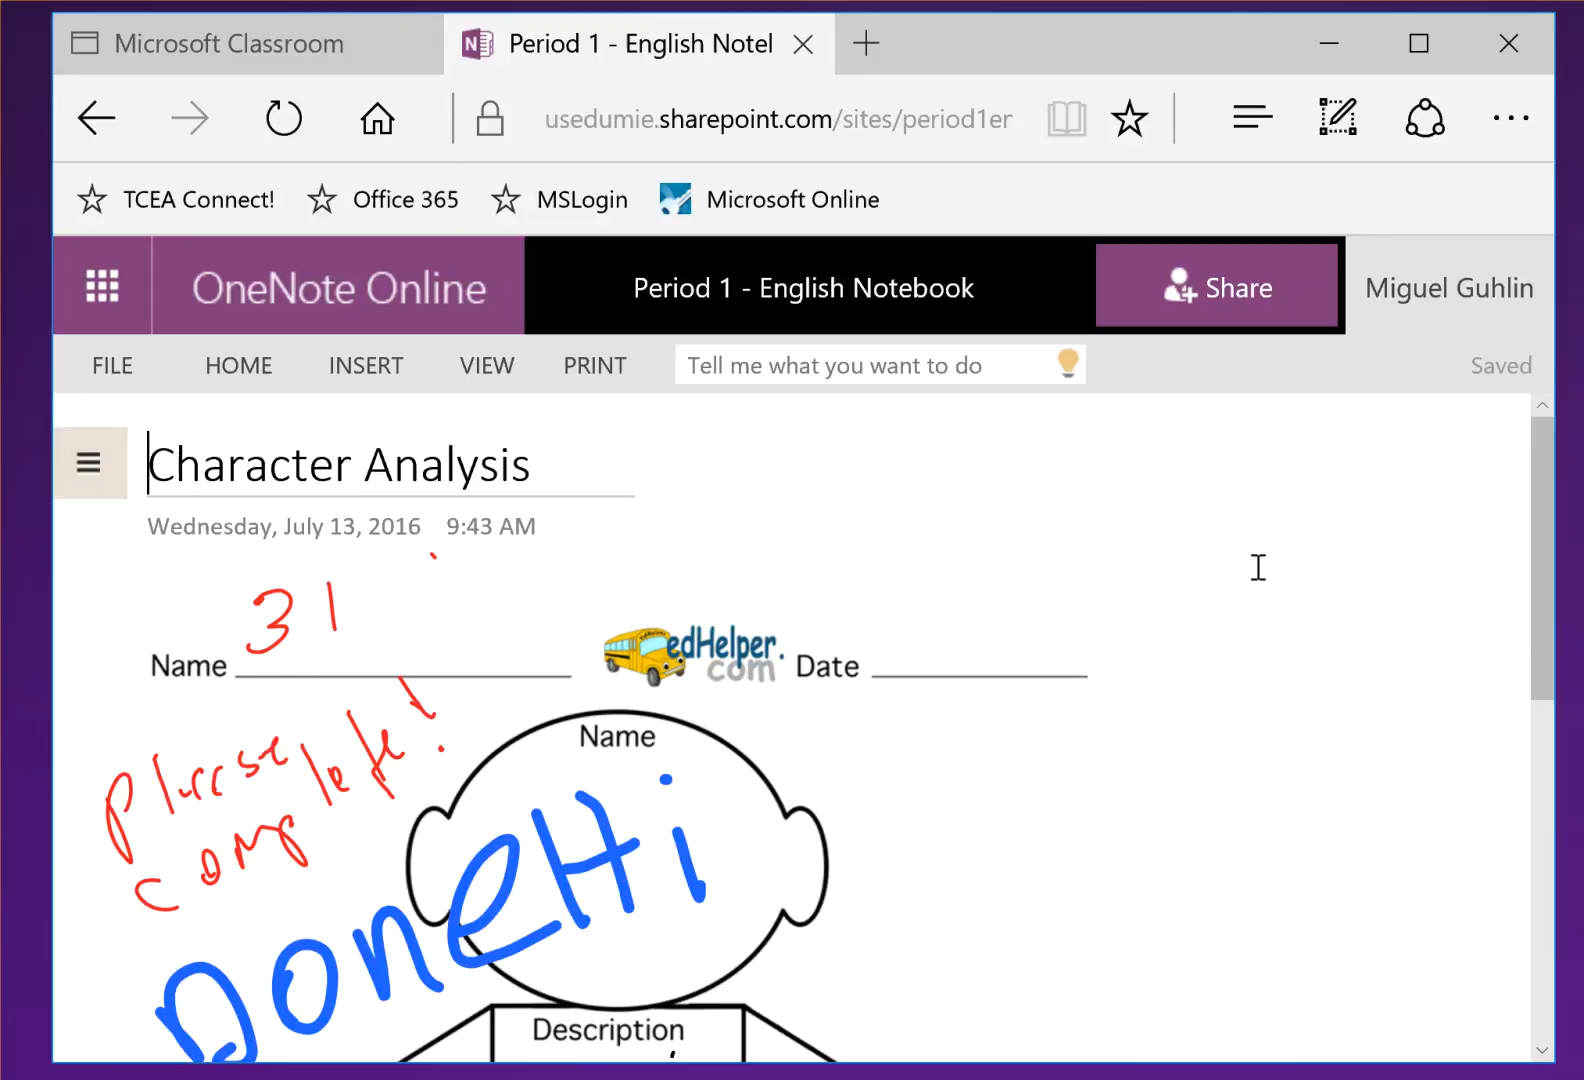 Microsoft Classroom
Period 1 - English Notel
usedumie.sharepoint.com/sites/period1er
TCEA Connect! Office 365 MSLogin Microsoft Online
OneNote Online Period 1 - English Notebook Share Miguel Guhlin
FILE HOME INSERT VIEW PRINT Tell me what you want to do Saved
Character Analysis
Wednesday, July 13, 2016 9:43 AM
31
Name edHelper.com Date
Please
complete!
Name
Done Hi
Description